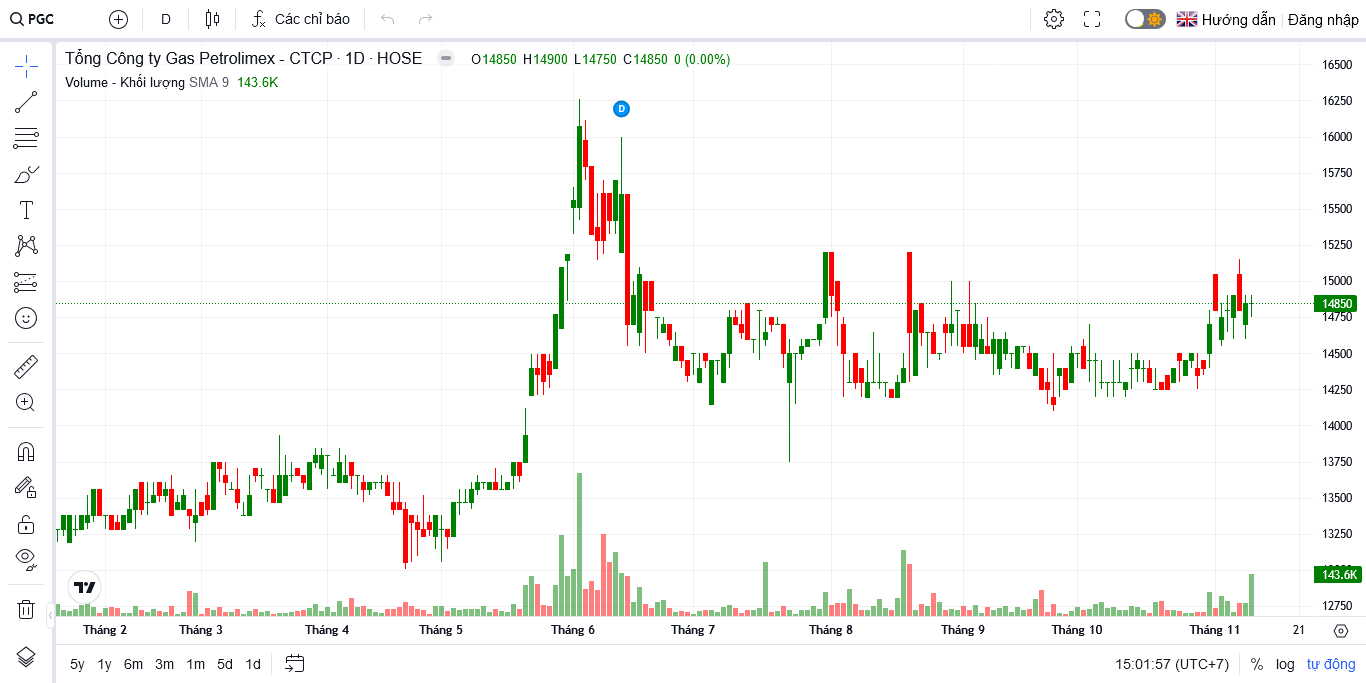 PGC D Các chỉ báo Hướng dẫn Đăng nhập
Tổng Công ty Gas Petrolimex - CTCP · 1D · HOSE O14850 H14900 L14750 C14850 0 (0.00%)
Volume - Khối lượng SMA 9 143.6K
D
16500
16250
16000
15750
15500
15250
15000
14850
14750
14500
14250
14000
13750
13500
13250
143.6K
12750
Tháng 2 Tháng 3 Tháng 4 Tháng 5 Tháng 6 Tháng 7 Tháng 8 Tháng 9 Tháng 10 Tháng 11 21
5y 1y 6m 3m 1m 5d 1d 15:01:57 (UTC+7) % log tự động